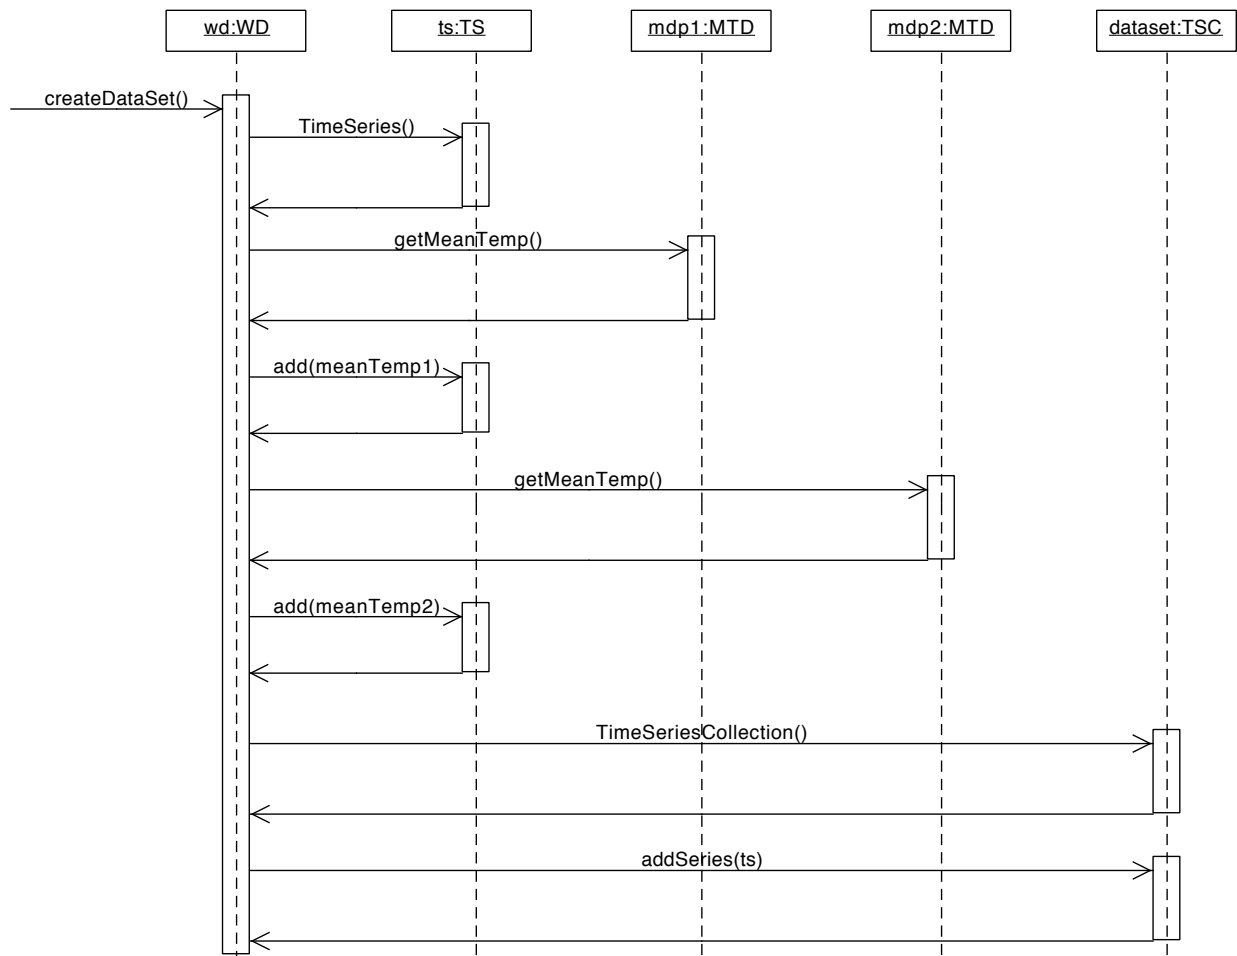 wd:WD
ts:TS
mdp1:MTD
mdp2:MTD
dataset:TSC
createDataSet()
TimeSeries()
getMeanTemp()
add(meanTemp1)
getMeanTemp()
add(meanTemp2)
TimeSeriesCollection()
addSeries(ts)